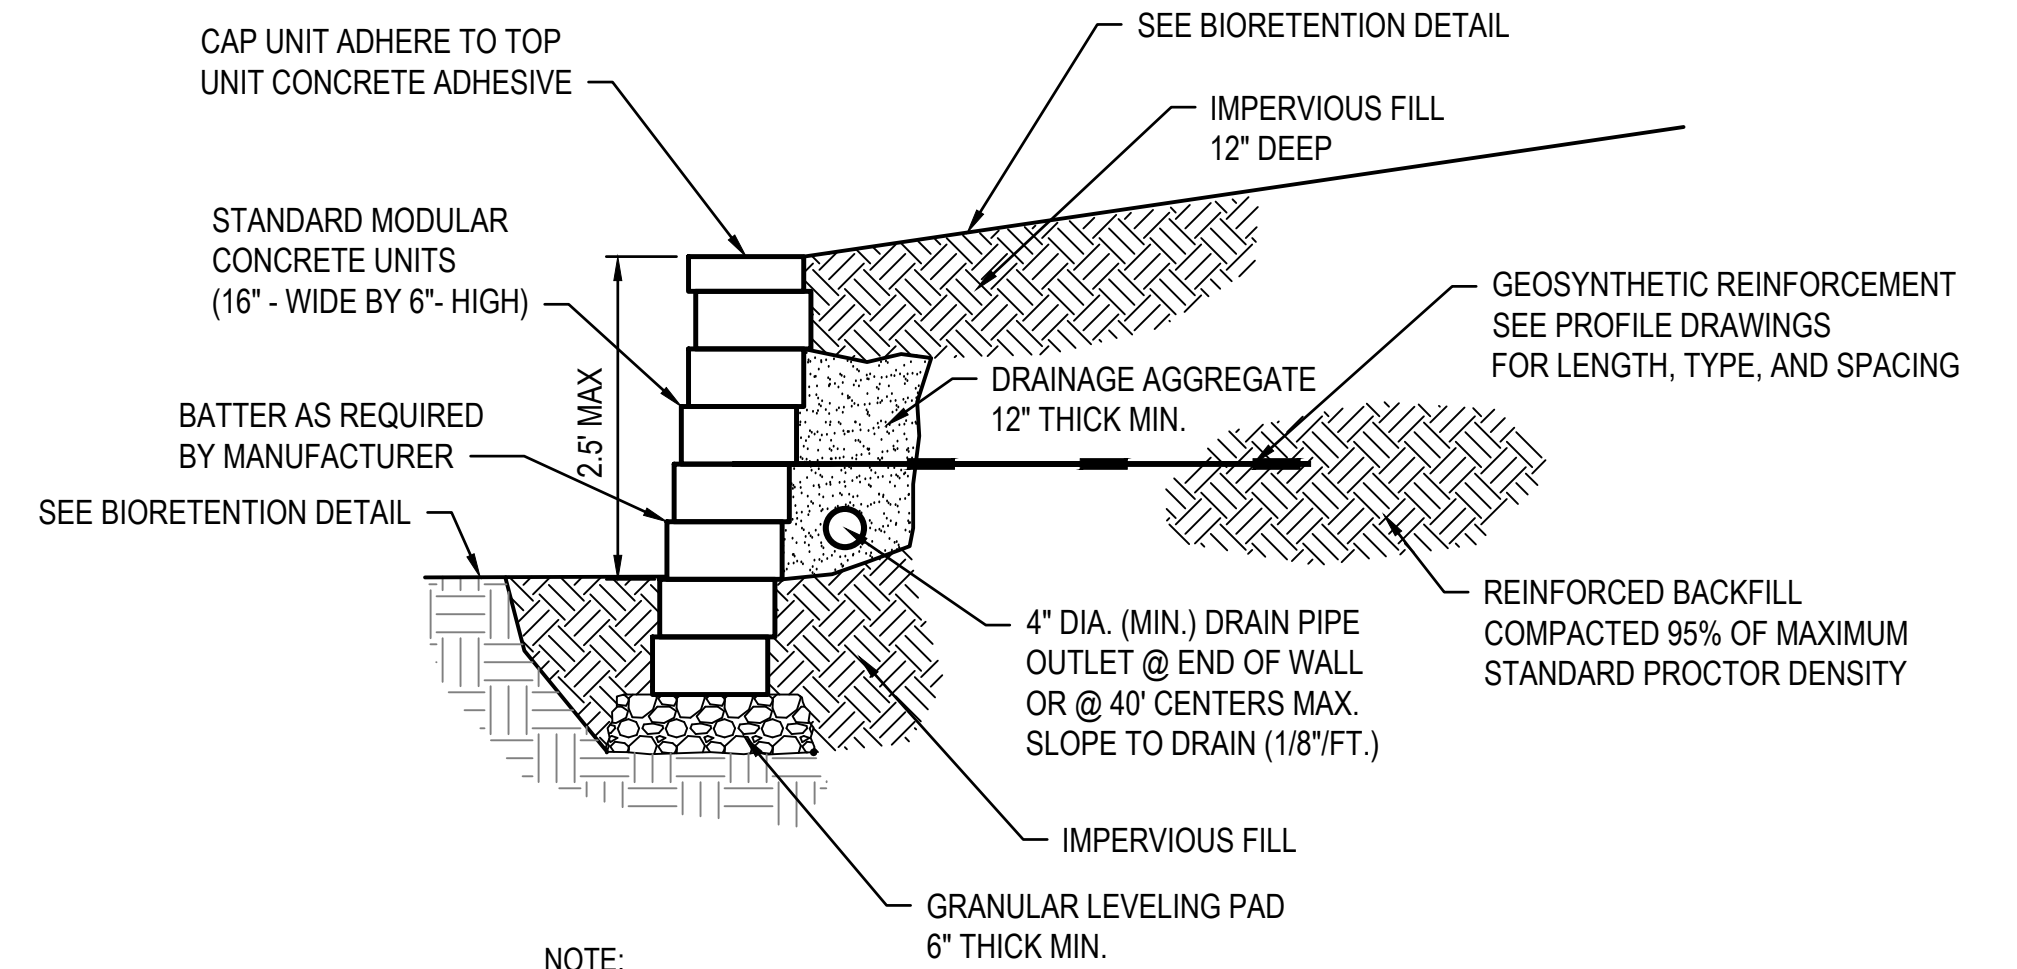 CAP UNIT ADHERE TO TOP
UNIT CONCRETE ADHESIVE
SEE BIORETENTION DETAIL
IMPERVIOUS FILL
12" DEEP
STANDARD MODULAR
CONCRETE UNITS
(16" - WIDE BY 6"- HIGH)
GEOSYNTHETIC REINFORCEMENT
SEE PROFILE DRAWINGS
FOR LENGTH, TYPE, AND SPACING
DRAINAGE AGGREGATE
12" THICK MIN.
2.5' MAX
BATTER AS REQUIRED
BY MANUFACTURER
SEE BIORETENTION DETAIL
REINFORCED BACKFILL
COMPACTED 95% OF MAXIMUM
STANDARD PROCTOR DENSITY
4" DIA. (MIN.) DRAIN PIPE
OUTLET @ END OF WALL
OR @ 40' CENTERS MAX.
SLOPE TO DRAIN (1/8"/FT.)
IMPERVIOUS FILL
GRANULAR LEVELING PAD
6" THICK MIN.
NOTE: